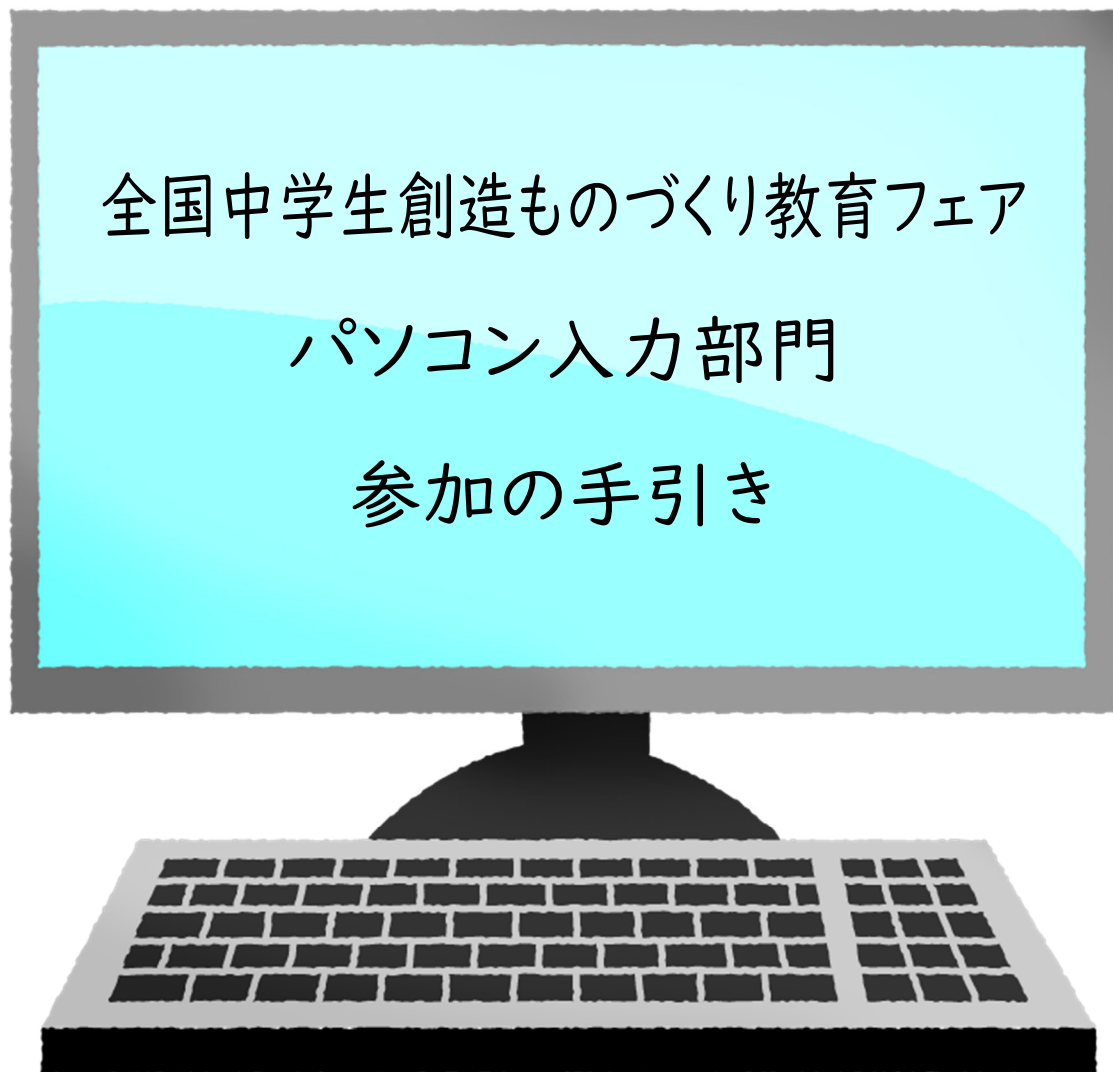 全国中学生創造ものづくり教育フェア
パソコン入力部門
参加の手引き